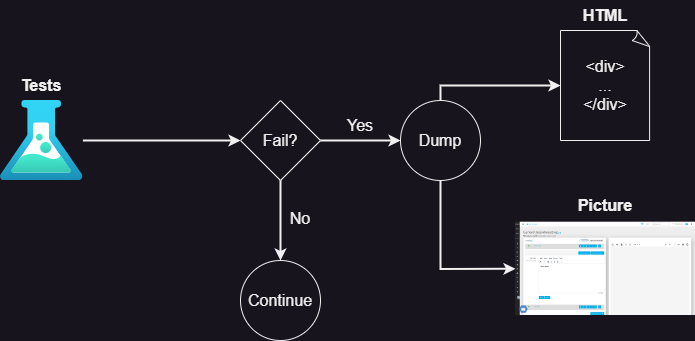 HTML
<div>
...
</div>
Tests
Fail?
Yes
Dump
No
Continue
Picture